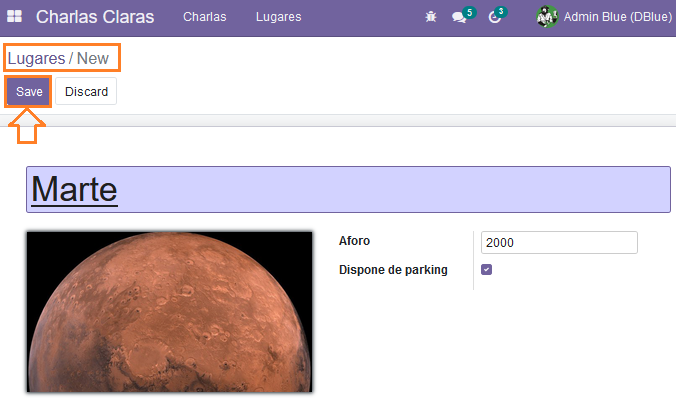 Charlas Claras Charlas Lugares 5 3 Admin Blue (DBlue)
Lugares / New
Save Discard
Marte
Aforo 2000
Dispone de parking